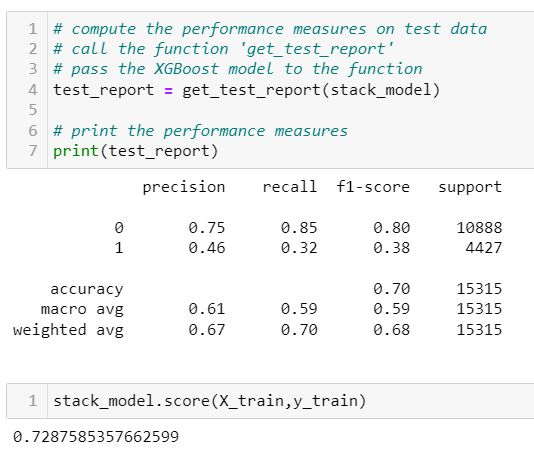 1 # compute the performance measures on test data
2 # call the function 'get_test_report'
3 # pass the XGBoost model to the function
4 test_report = get_test_report(stack_model)
5
6 # print the performance measures
7 print(test_report)
precision recall f1-score support
0 0.75 0.85 0.80 10888
1 0.46 0.32 0.38 4427
accuracy 0.70 15315
macro avg 0.61 0.59 0.59 15315
weighted avg 0.67 0.70 0.68 15315
1 stack_model.score(X_train,y_train)
0.7287585357662599